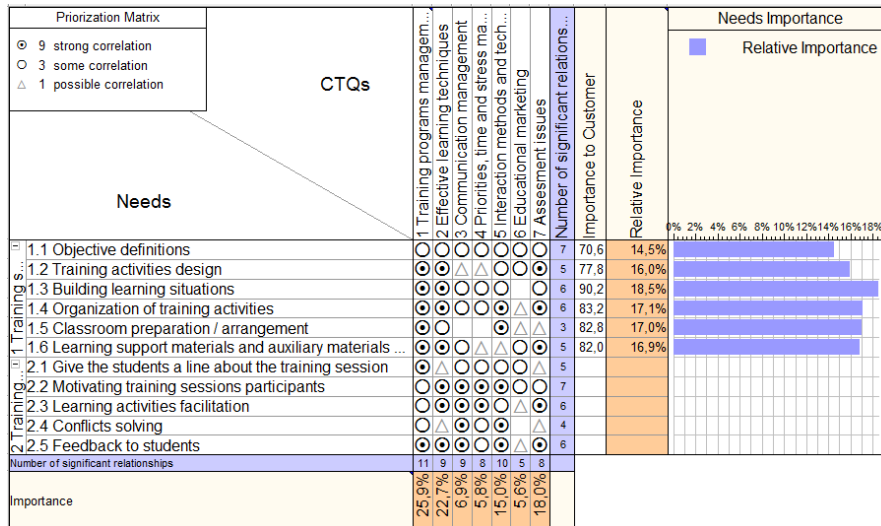 Priorization Matrix
9 strong correlation
3 some correlation
1 possible correlation
CTQs
Needs
1 Training programs managem...
2 Effective learning techniques
3 Communication management
4 Priorities, time and stress ma...
5 Interaction methods and tech...
6 Educational marketing
7 Assesment issues
Number of significant relations...
Importance to Customer
Relative Importance
Needs Importance
Relative Importance
0% 2% 4% 6% 8% 10% 12% 14% 16% 18%
1 Training s...
1.1 Objective definitions 7 70,6 14,5%
1.2 Training activities design 5 77,8 16,0%
1.3 Building learning situations 6 90,2 18,5%
1.4 Organization of training activities 6 83,2 17,1%
1.5 Classroom preparation / arrangement 3 82,8 17,0%
1.6 Learning support materials and auxiliary materials ... 5 82,0 16,9%
2 Training...
2.1 Give the students a line about the training session 5
2.2 Motivating training sessions participants 7
2.3 Learning activities facilitation 6
2.4 Conflicts solving 4
2.5 Feedback to students 6
Number of significant relationships 11 9 9 8 10 5 8
Importance 25,9% 22,7% 6,9% 5,8% 15,0% 5,6% 18,0%